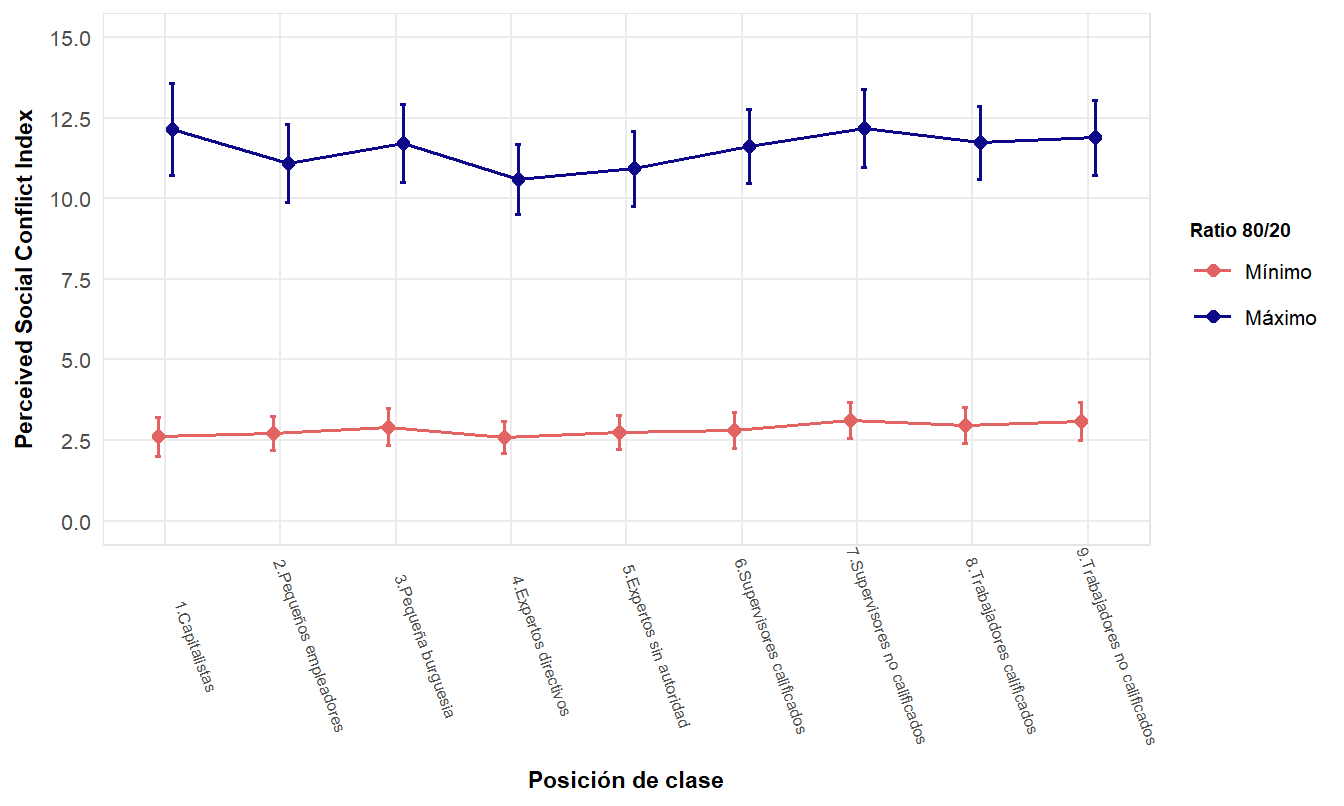 Perceived Social Conflict Index
15.0
12.5
10.0
7.5
5.0
2.5
0.0
1.Capitalistas
2.Pequeños empleadores
3.Pequeña burguesia
4.Expertos directivos
5.Expertos sin autoridad
6.Supervisores calificados
7.Supervisores no calificados
8.Trabajadores calificados
9.Trabajadores no calificados
Posición de clase
Ratio 80/20
Mínimo
Máximo